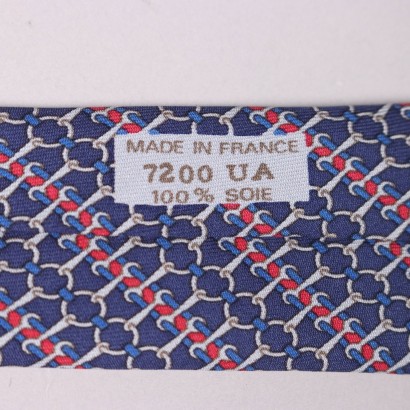 MADE IN FRANCE
7200 UA
100% SOIE